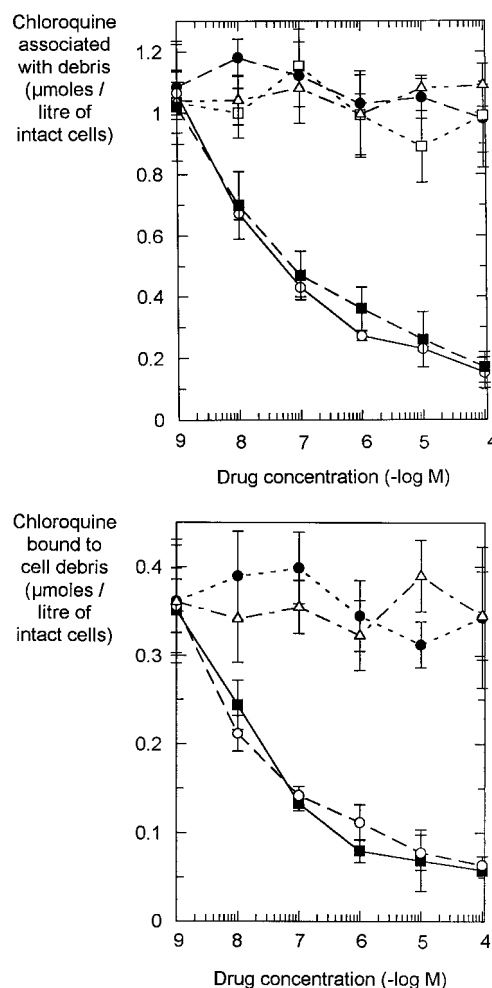 Chloroquine
associated
with debris
(µmoles /
litre of
intact cells)
1.2
1
0.8
0.6
0.4
0.2
0
9 8 7 6 5 4
Drug concentration (-log M)
Chloroquine
bound to
cell debris
(µmoles /
litre of
intact cells)
0.4
0.3
0.2
0.1
0
9 8 7 6 5 4
Drug concentration (-log M)